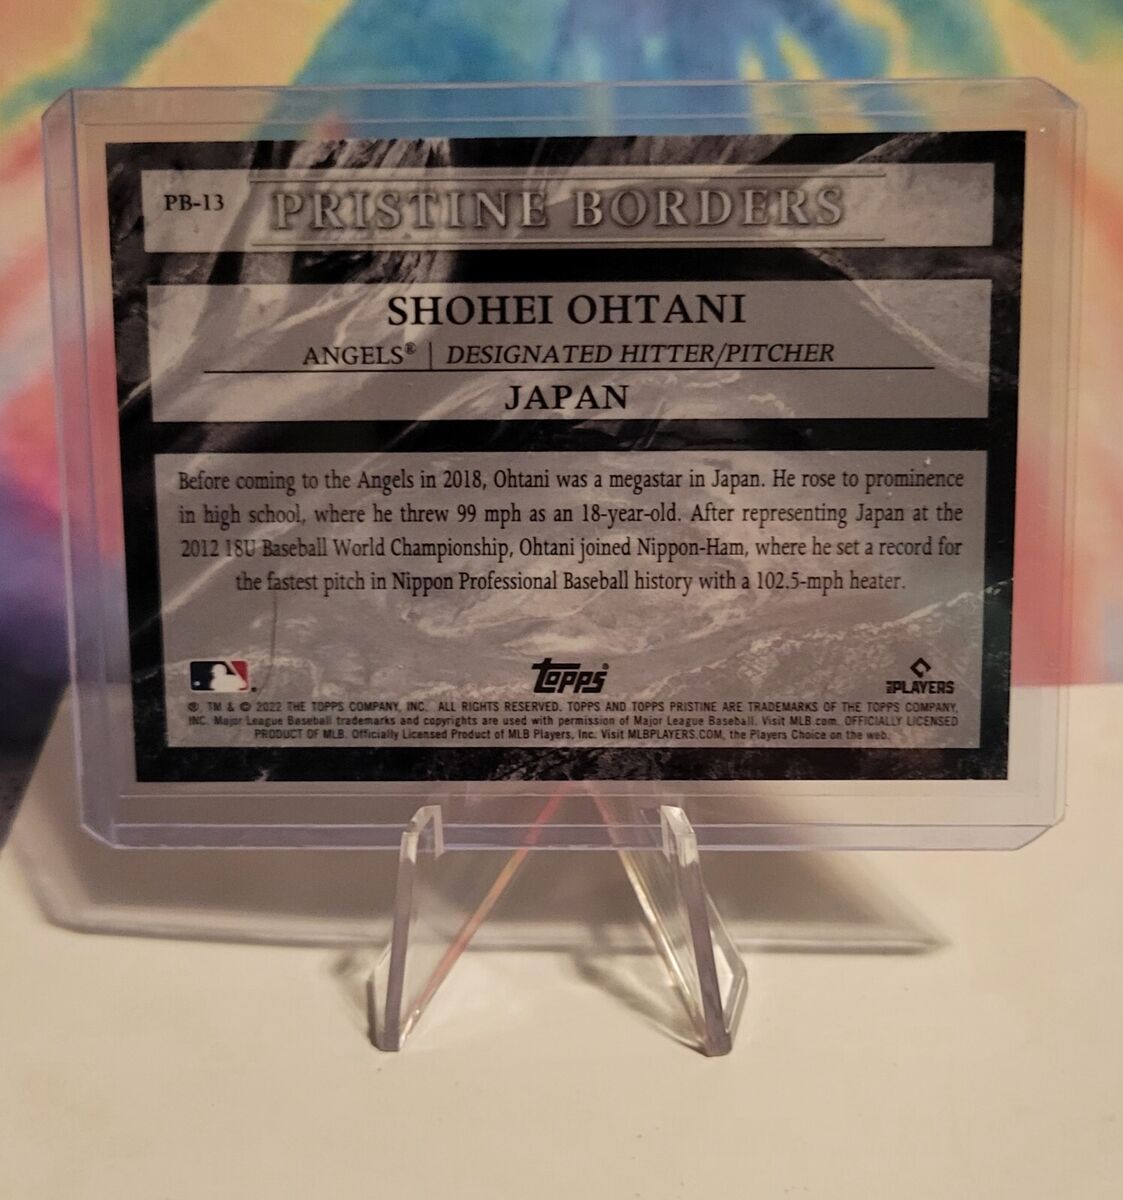 PB-13 PRISTINE BORDERS
SHOHEI OHTANI
ANGELS® | DESIGNATED HITTER/PITCHER
JAPAN
Before coming to the Angels in 2018, Ohtani was a megastar in Japan. He rose to prominence
in high school, where he threw 99 mph as an 18-year-old. After representing Japan at the
2012 18U Baseball World Championship, Ohtani joined Nippon-Ham, where he set a record for
the fastest pitch in Nippon Professional Baseball history with a 102.5-mph heater.
topps®
MLBPLAYERS
®, TM & © 2022 THE TOPPS COMPANY, INC. ALL RIGHTS RESERVED. TOPPS AND TOPPS PRISTINE ARE TRADEMARKS OF THE TOPPS COMPANY,
INC. Major League Baseball trademarks and copyrights are used with permission of Major League Baseball. Visit MLB.com. OFFICIALLY LICENSED
PRODUCT OF MLB. Officially Licensed Product of MLB Players, Inc. Visit MLBPLAYERS.COM, the Players Choice on the web.